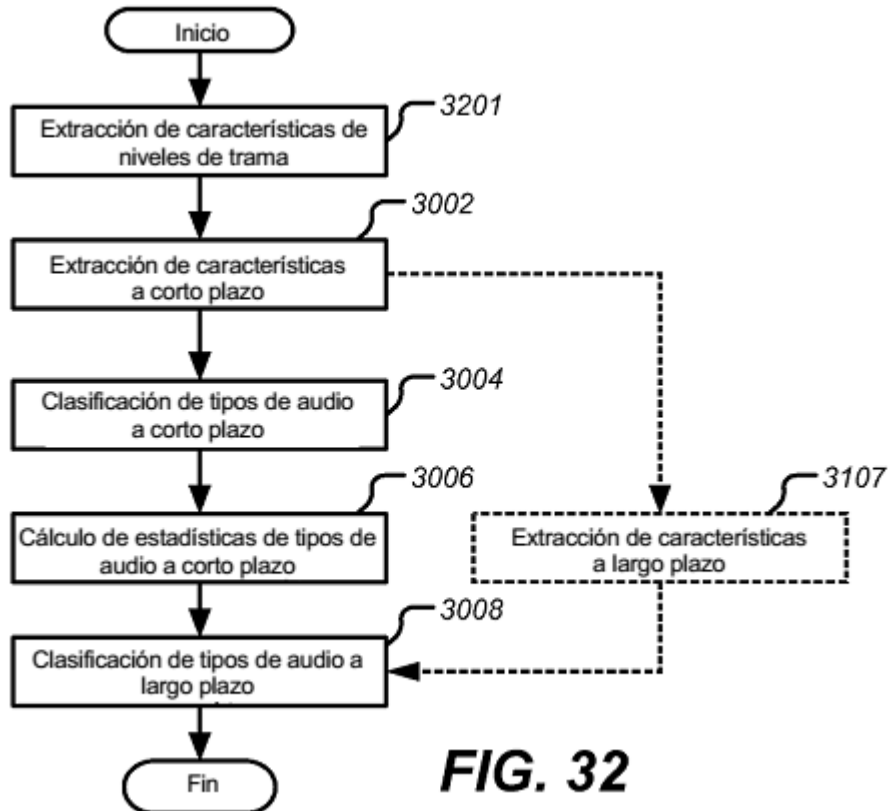 Inicio
3201
Extracción de características de
niveles de trama
3002
Extracción de características
a corto plazo
3004
Clasificación de tipos de audio
a corto plazo
3006
Cálculo de estadísticas de tipos de
audio a corto plazo
3107
Extracción de características
a largo plazo
3008
Clasificación de tipos de audio a
largo plazo
Fin
FIG. 32